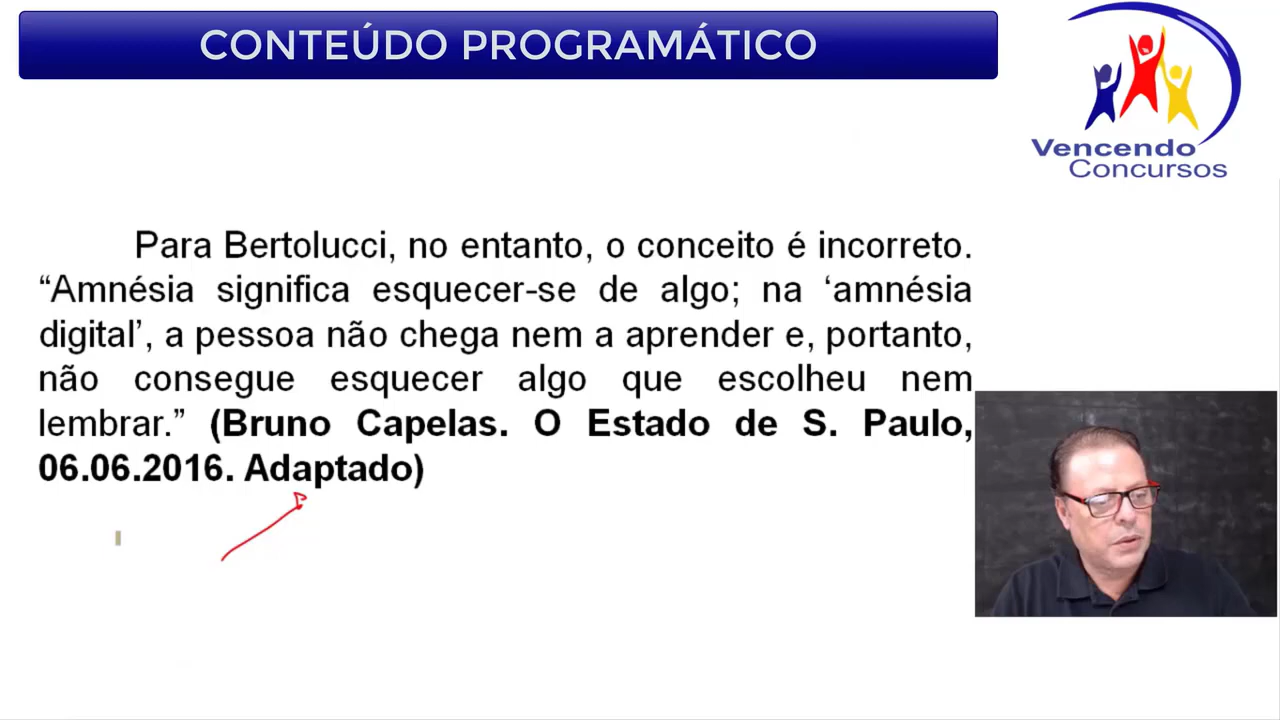 CONTEÚDO PROGRAMÁTICO
Vencendo
Concursos
Para Bertolucci, no entanto, o conceito é incorreto.
“Amnésia significa esquecer-se de algo; na ‘amnésia
digital’, a pessoa não chega nem a aprender e, portanto,
não consegue esquecer algo que escolheu nem
lembrar.” (Bruno Capelas. O Estado de S. Paulo,
06.06.2016. Adaptado)